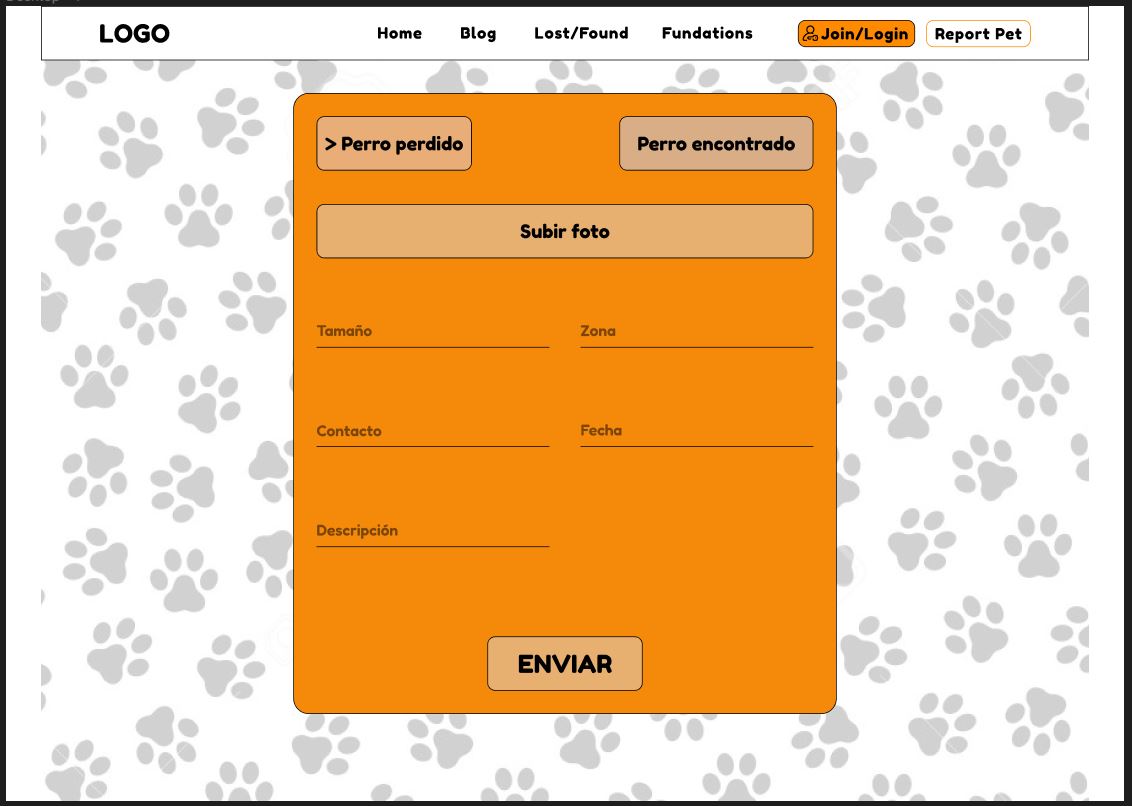 LOGO
Home
Blog
Lost/Found
Fundations
Join/Login
Report Pet
> Perro perdido
Perro encontrado
Subir foto
Tamaño
Zona
Contacto
Fecha
Descripción
ENVIAR